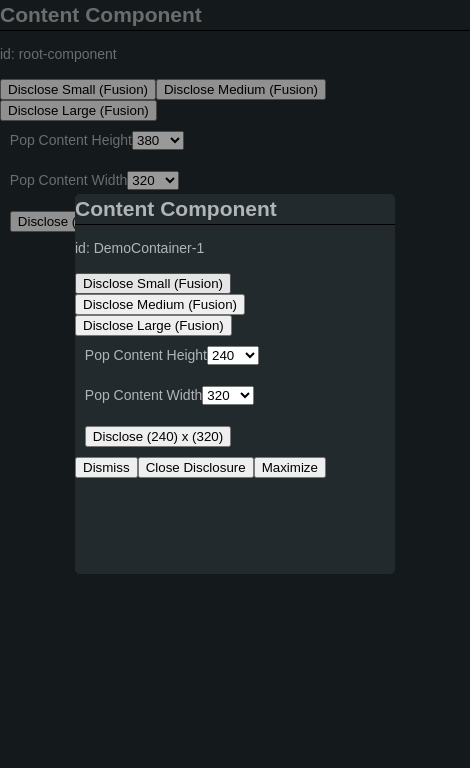 Content Component
id: root-component
Disclose Small (Fusion) Disclose Medium (Fusion)
Disclose Large (Fusion)
Pop Content Height 380
Pop Content Width 320
Disclose (
Content Component
id: DemoContainer-1
Disclose Small (Fusion)
Disclose Medium (Fusion)
Disclose Large (Fusion)
Pop Content Height 240
Pop Content Width 320
Disclose (240) x (320)
Dismiss Close Disclosure Maximize